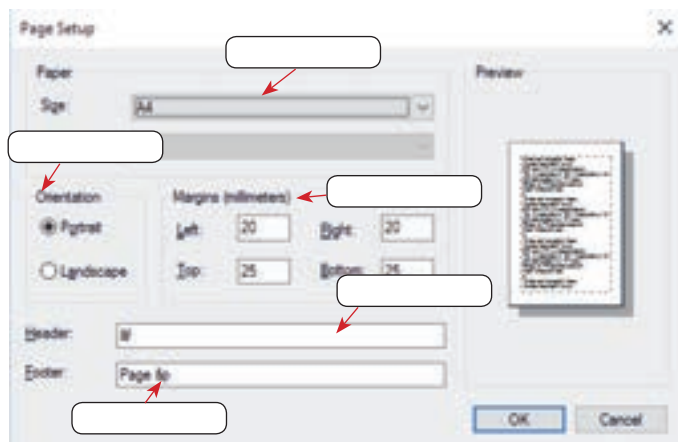 Page Setup
Paper
Preview
Size:
A4
Orientation
Margins (millimeters)
Portrait
Left:
20
Right:
20
Landscape
Top:
25
Bottom:
25
Header:
&f
Footer:
Page &p
OK
Cancel